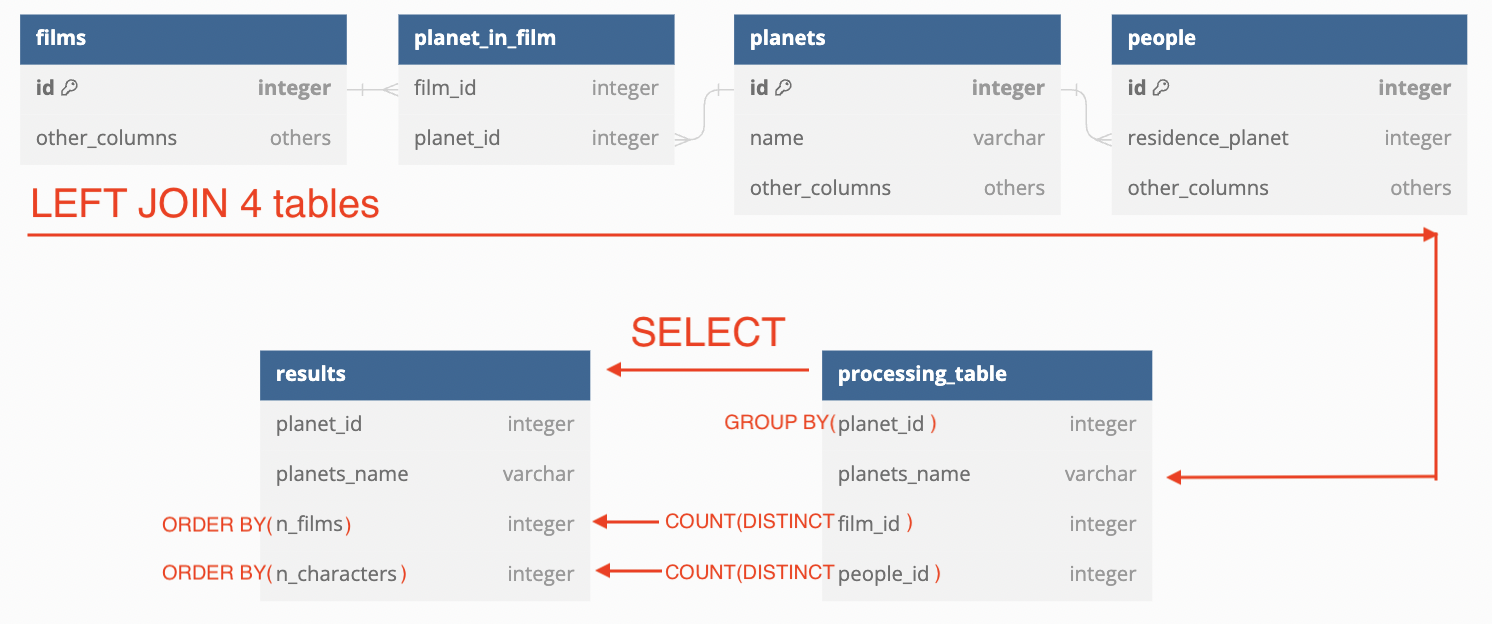 films
id integer
other_columns others
planet_in_film
film_id integer
planet_id integer
planets
id integer
name varchar
other_columns others
people
id integer
residence_planet integer
other_columns others
LEFT JOIN 4 tables
SELECT
results
planet_id integer
planets_name varchar
ORDER BY( n_films ) integer
ORDER BY( n_characters ) integer
processing_table
GROUP BY( planet_id ) integer
planets_name varchar
COUNT(DISTINCT film_id ) integer
COUNT(DISTINCT people_id ) integer